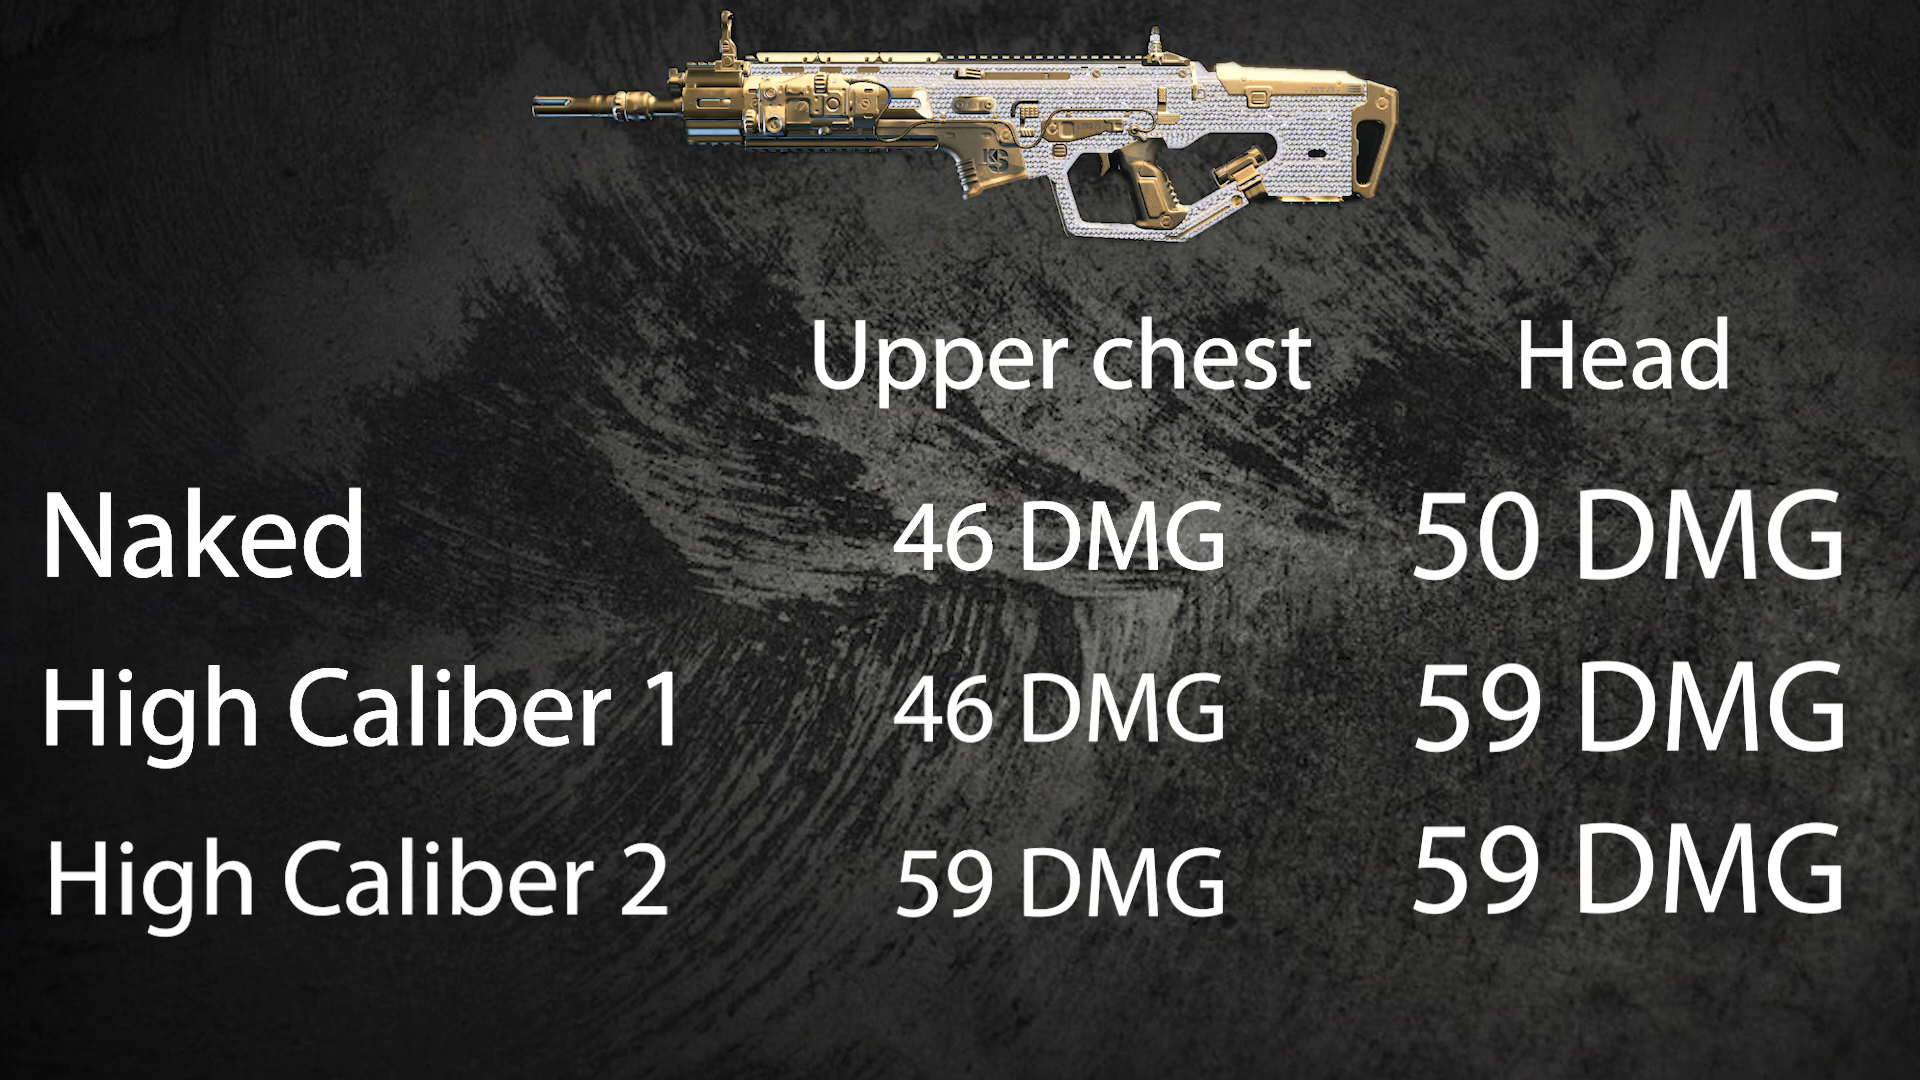 KS
Upper chest Head
Naked 46 DMG 50 DMG
High Caliber 1 46 DMG 59 DMG
High Caliber 2 59 DMG 59 DMG